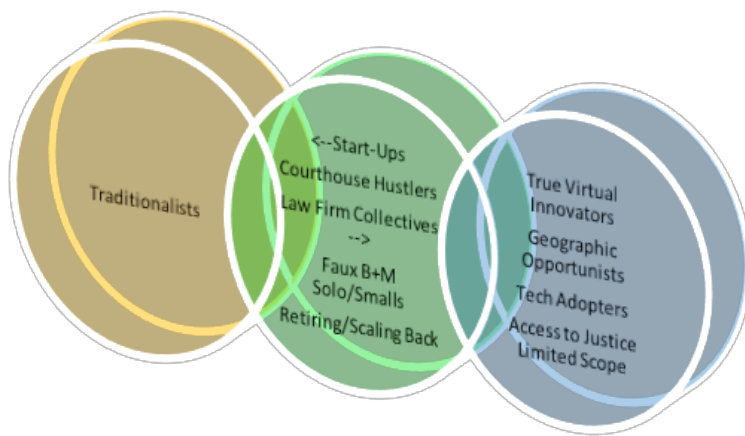 Traditionalists
<--Start-Ups
Courthouse Hustlers
Law Firm Collectives
-->
Faux B+M
Solo/Smalls
Retiring/Scaling Back
True Virtual
Innovators
Geographic
Opportunists
Tech Adopters
Access to Justice
Limited Scope